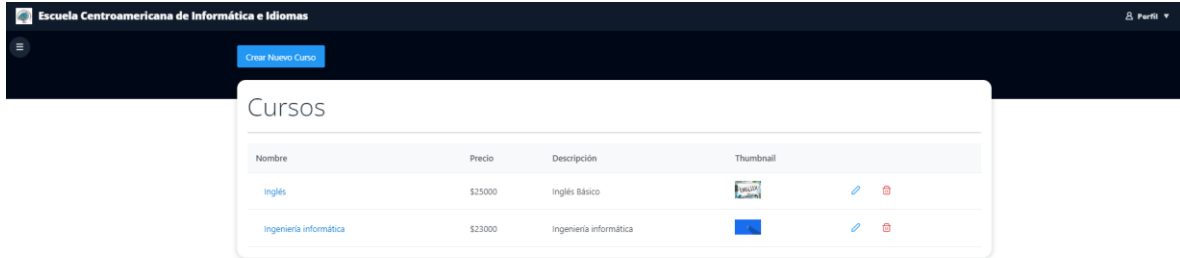 Escuela Centroamericana de Informática e Idiomas
Perfil
Crear Nuevo Curso
Cursos
Nombre Precio Descripción Thumbnail
Inglés $25000 Inglés Básico
Ingeniería informática $23000 Ingeniería informática